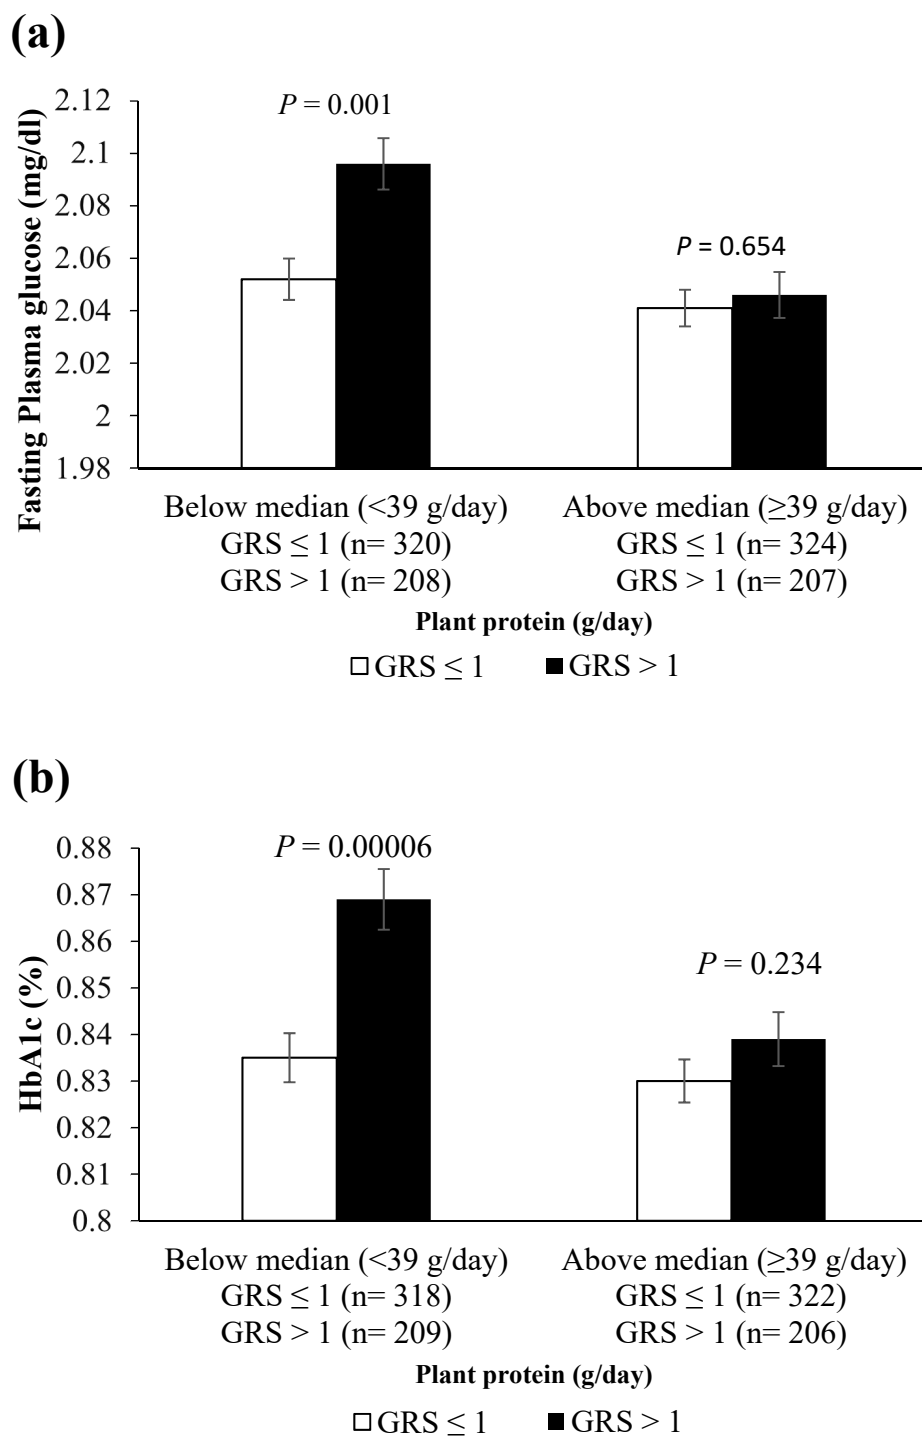 (a)
Fasting Plasma glucose (mg/dl)
2.12
2.1
2.08
2.06
2.04
2.02
2
1.98
P = 0.001
P = 0.654
Below median (<39 g/day)
GRS ≤ 1 (n= 320)
GRS > 1 (n= 208)
Above median (≥39 g/day)
GRS ≤ 1 (n= 324)
GRS > 1 (n= 207)
Plant protein (g/day)
GRS ≤ 1
GRS > 1
(b)
HbA1c (%)
0.88
0.87
0.86
0.85
0.84
0.83
0.82
0.81
0.8
P = 0.00006
P = 0.234
Below median (<39 g/day)
GRS ≤ 1 (n= 318)
GRS > 1 (n= 209)
Above median (≥39 g/day)
GRS ≤ 1 (n= 322)
GRS > 1 (n= 206)
Plant protein (g/day)
GRS ≤ 1
GRS > 1